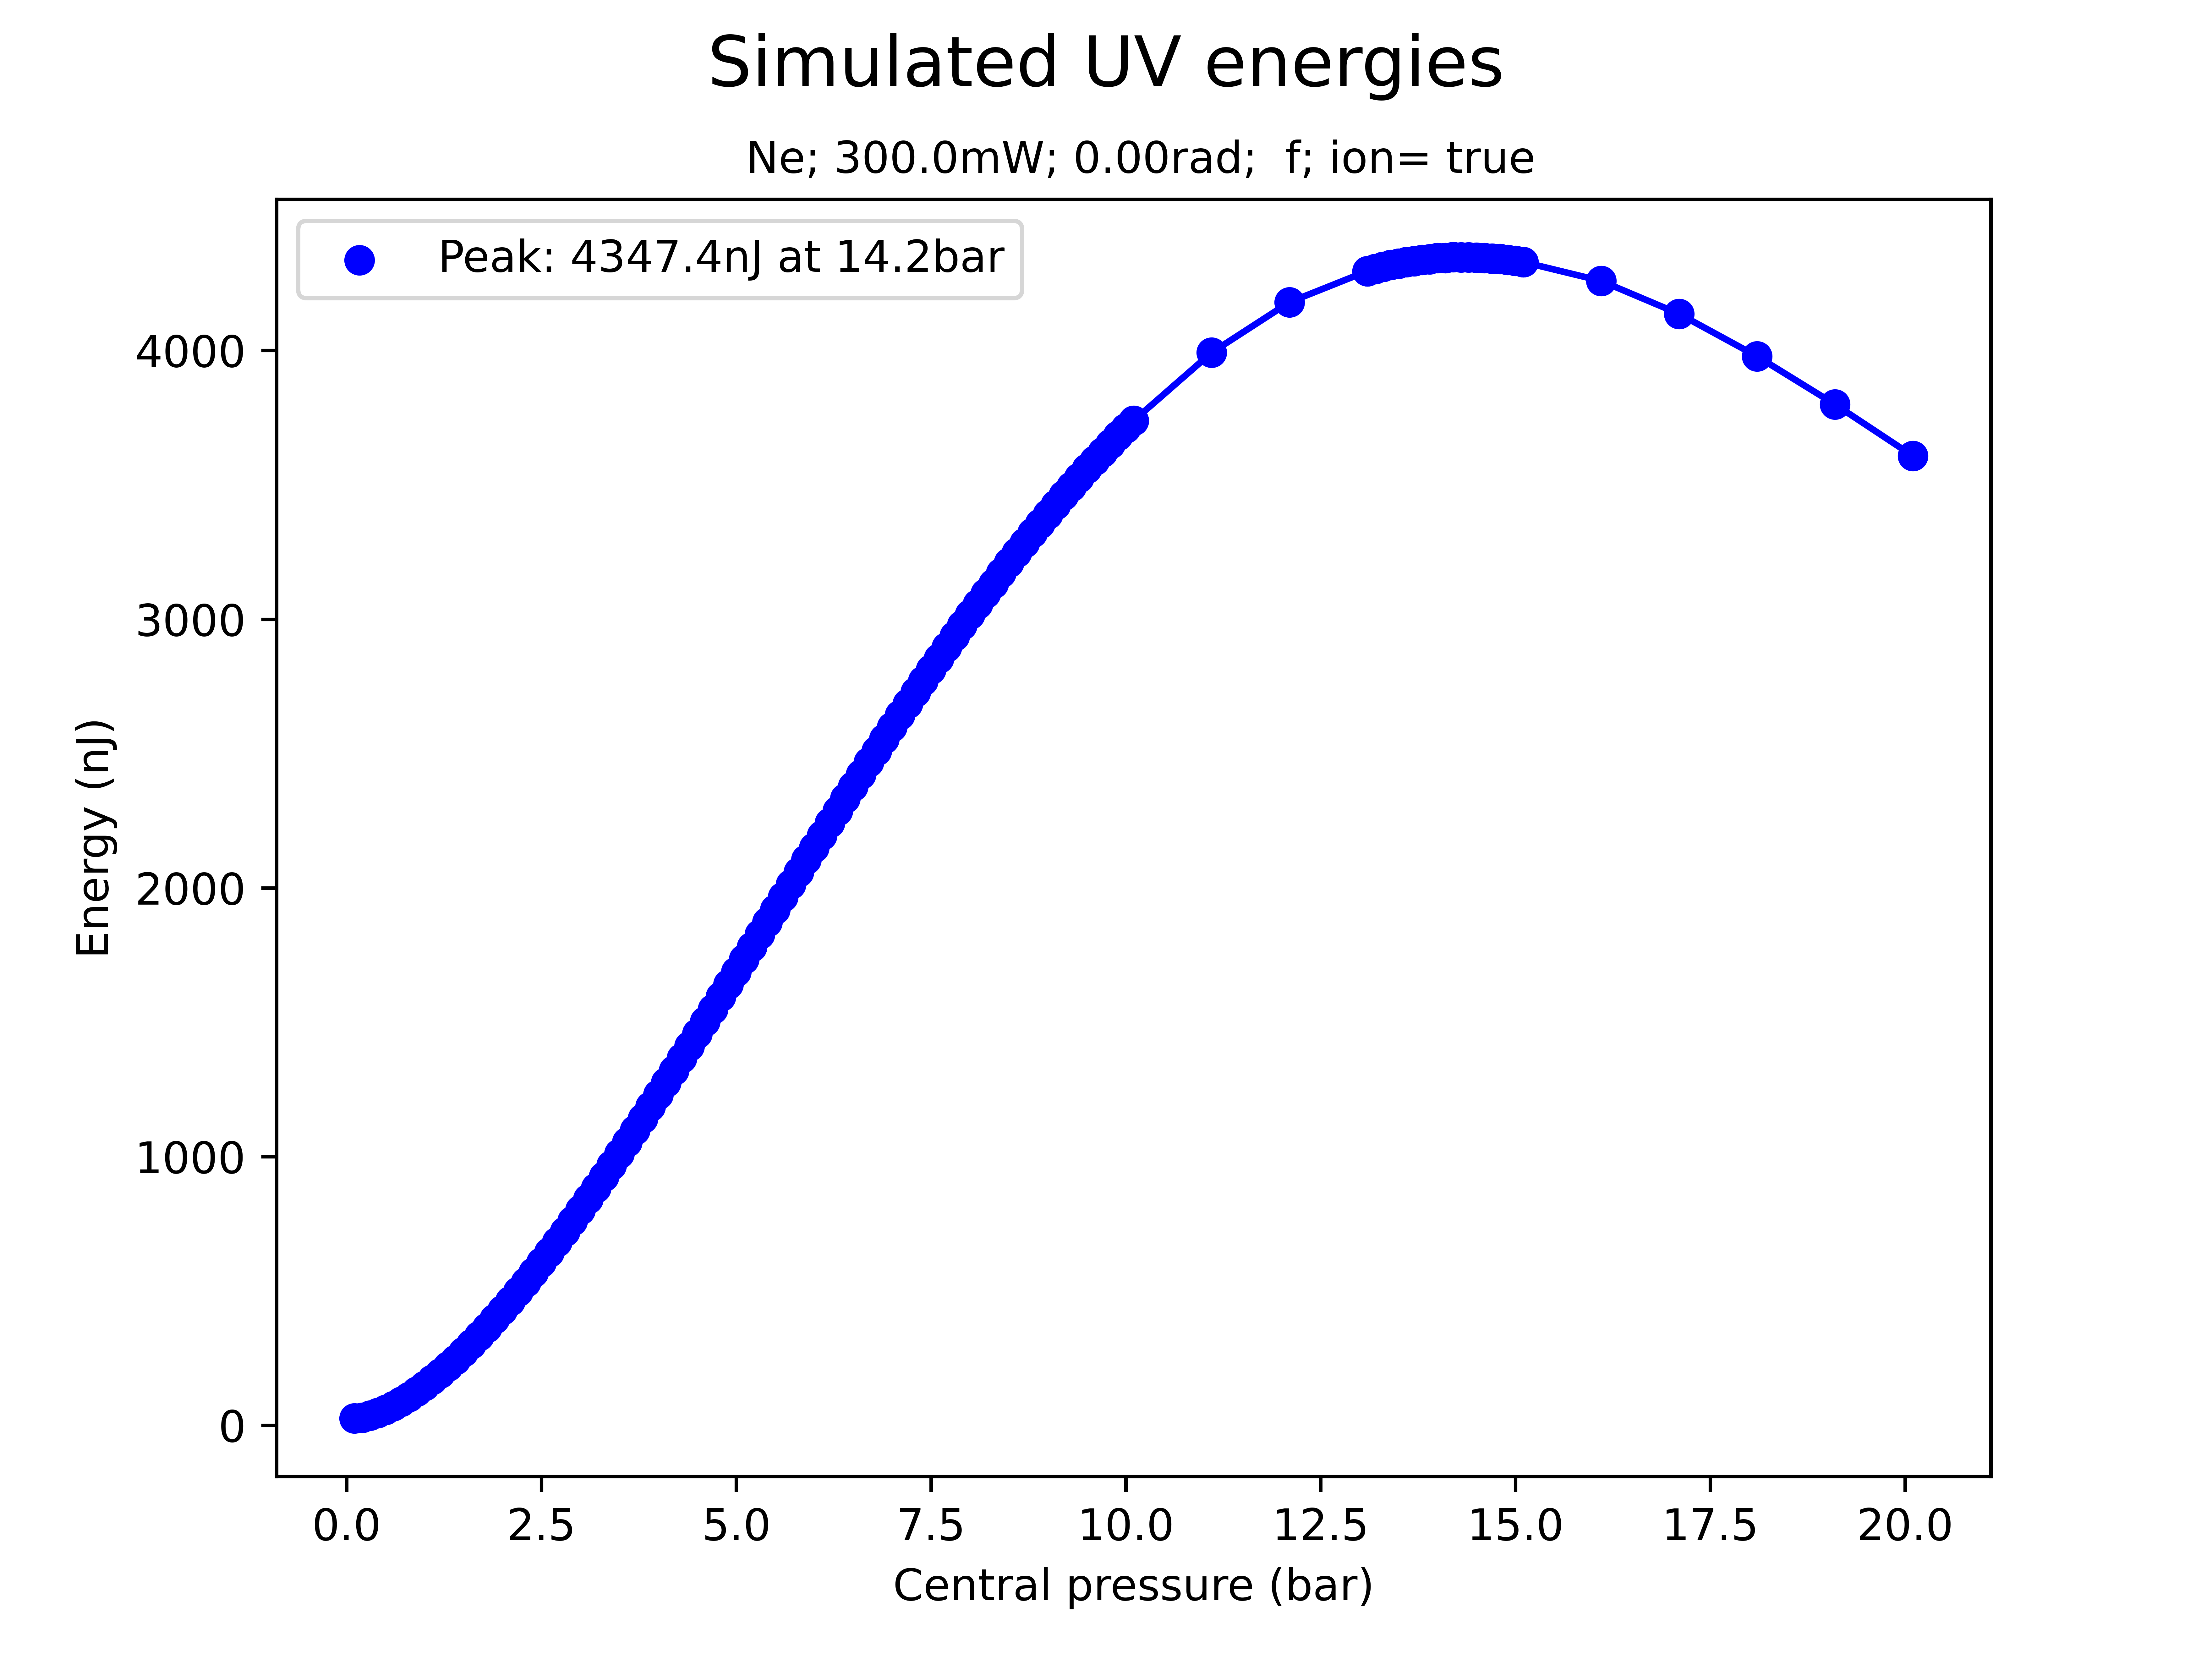 Simulated UV energies
Ne; 300.0mW; 0.00rad;  f; ion= true
Peak: 4347.4nJ at 14.2bar
Energy (nJ)
4000
3000
2000
1000
0
0.0 2.5 5.0 7.5 10.0 12.5 15.0 17.5 20.0
Central pressure (bar)